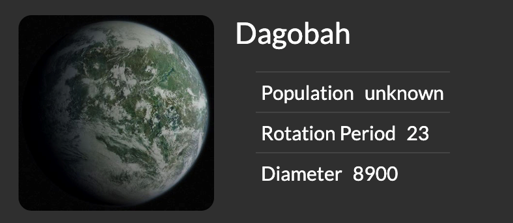 Dagobah
Population unknown
Rotation Period 23
Diameter 8900